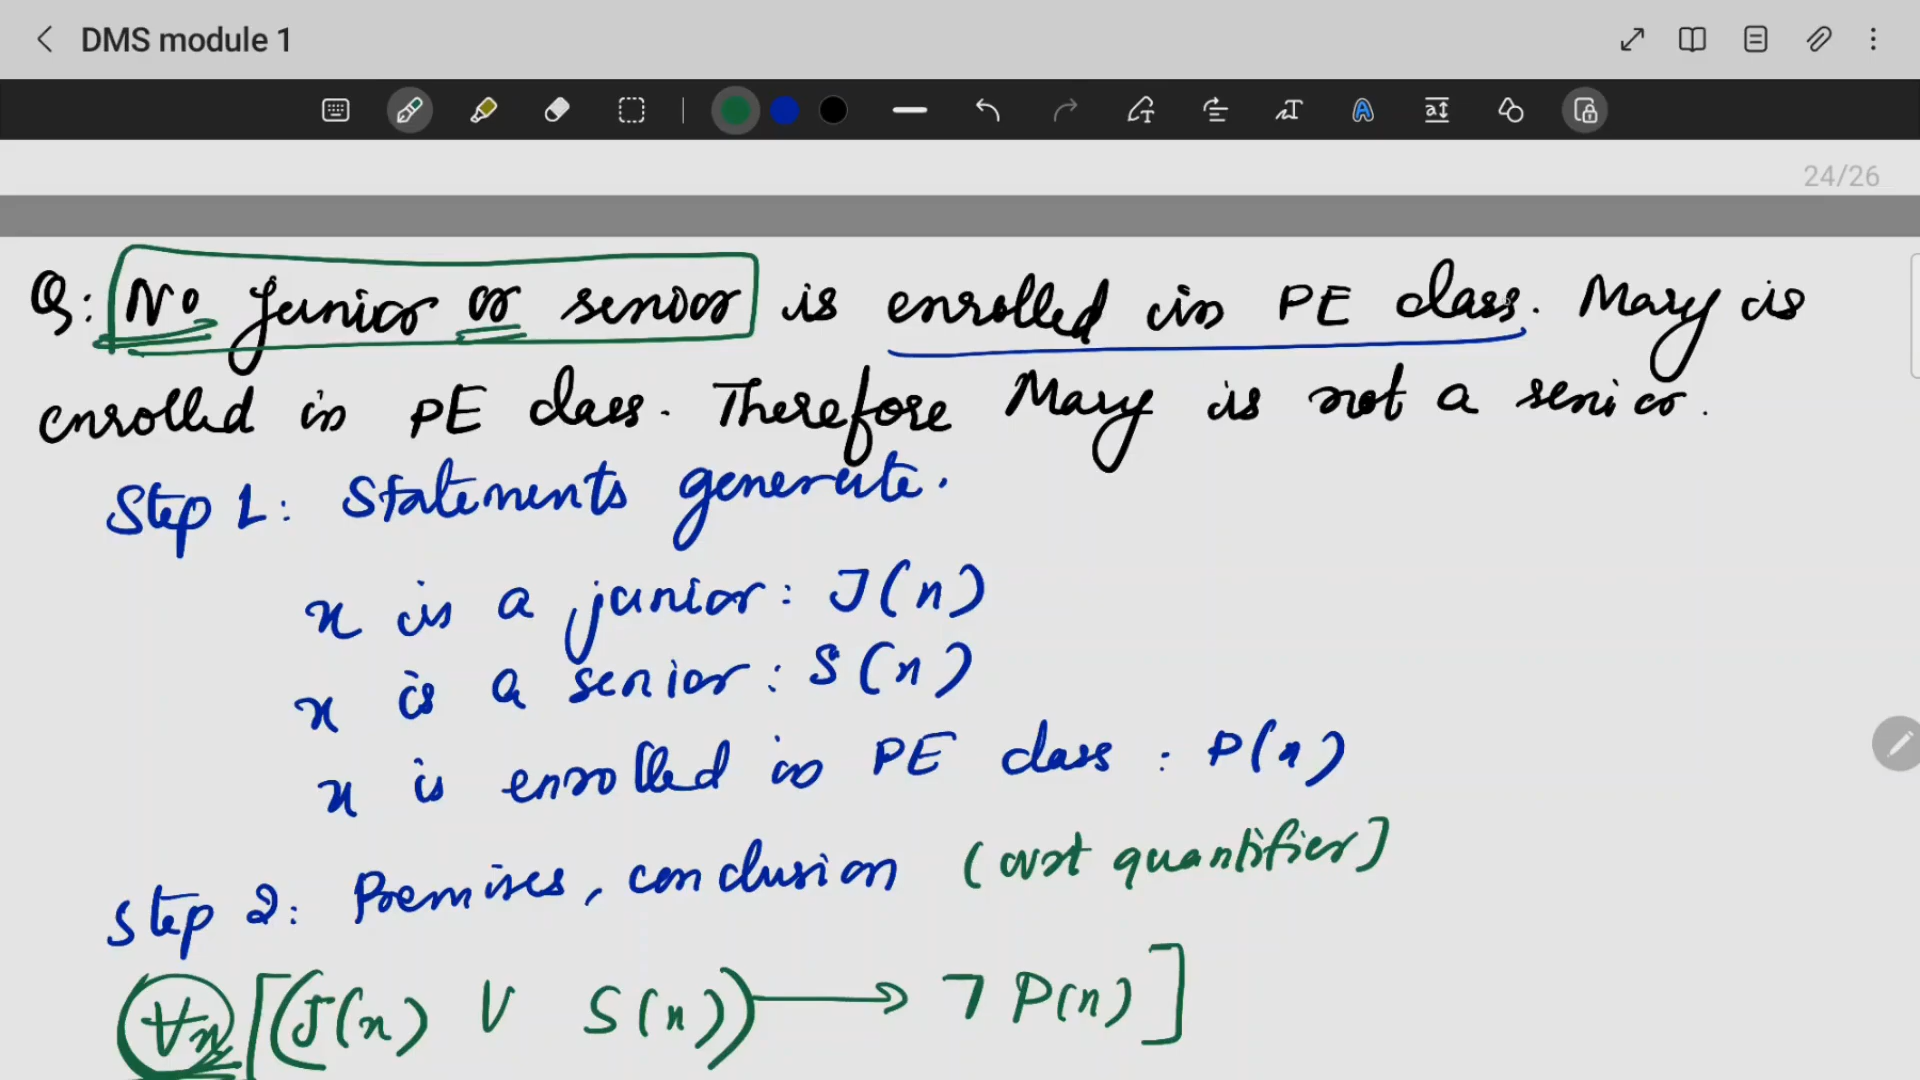 DMS module 1
24/26
Q: No junior or senior is enrolled in PE class. Mary is
enrolled in PE class. Therefore Mary is not a senior.
Step 1: Statements generate.
x is a junior: J(x)
x is a senior: S(x)
x is enrolled in PE class : P(x)
Step 2: Premises, conclusion (wrt quantifier]
∀x [(J(x) ∨ S(x)) → ¬ P(x)]